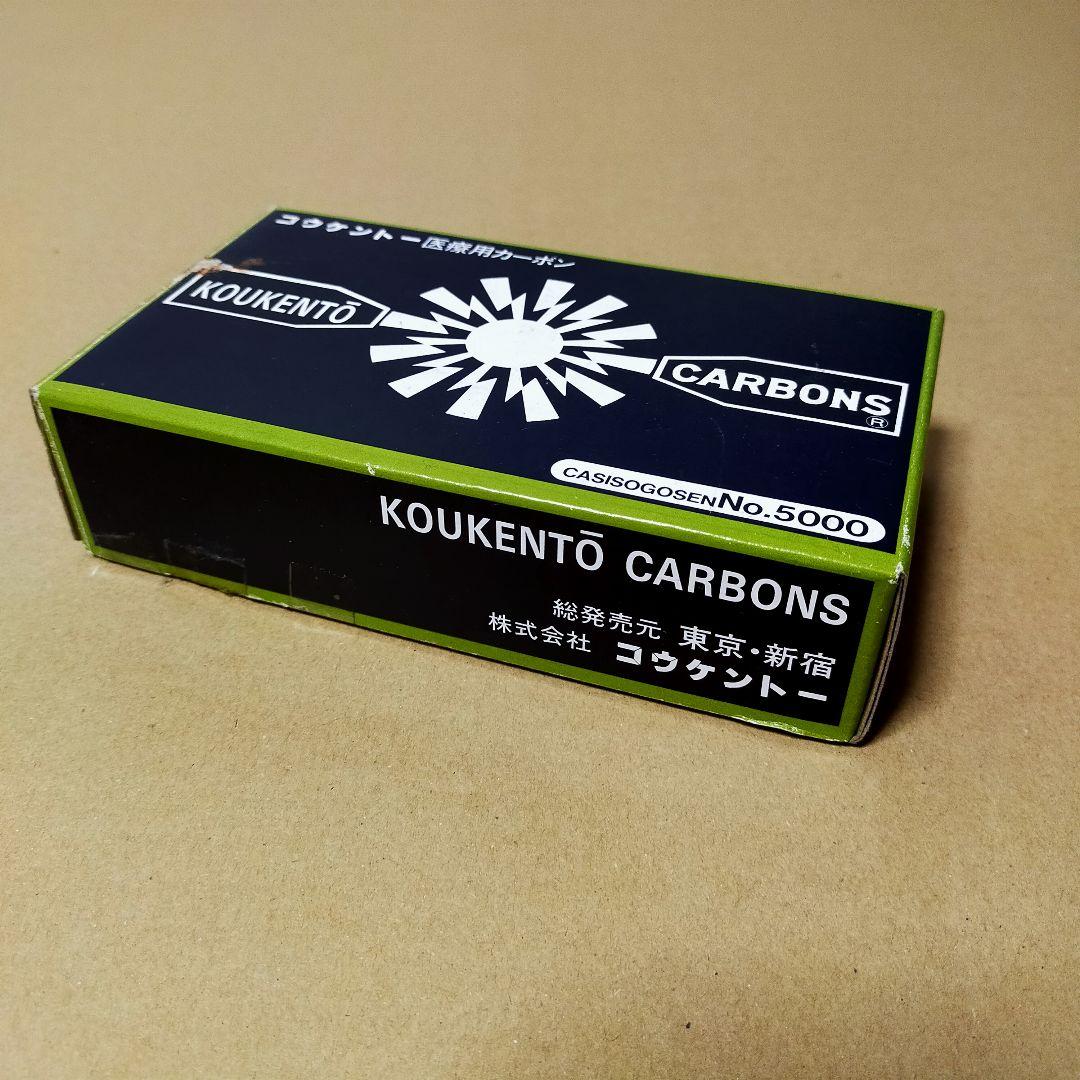 コウケントー医療用カーボン
KOUKENTŌ
CARBONS
®
CASISOGOSEN No.5000
KOUKENTŌ CARBONS
総発売元 東京・新宿
株式会社 コウケントー